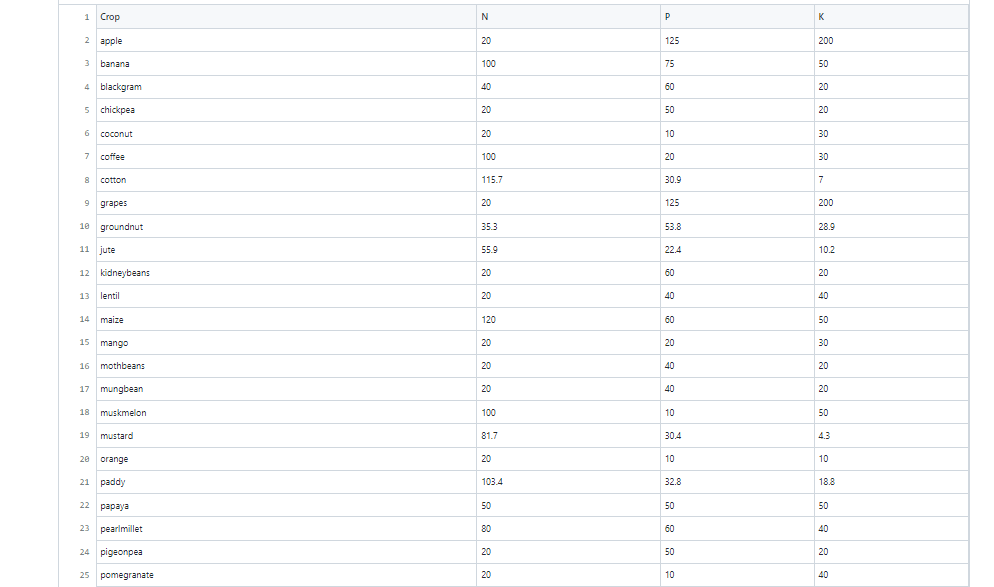 1 Crop N P K
2 apple 20 125 200
3 banana 100 75 50
4 blackgram 40 60 20
5 chickpea 20 50 20
6 coconut 20 10 30
7 coffee 100 20 30
8 cotton 115.7 30.9 7
9 grapes 20 125 200
10 groundnut 35.3 53.8 28.9
11 jute 55.9 22.4 10.2
12 kidneybeans 20 60 20
13 lentil 20 40 40
14 maize 120 60 50
15 mango 20 20 30
16 mothbeans 20 40 20
17 mungbean 20 40 20
18 muskmelon 100 10 50
19 mustard 81.7 30.4 4.3
20 orange 20 10 10
21 paddy 103.4 32.8 18.8
22 papaya 50 50 50
23 pearlmillet 80 60 40
24 pigeonpea 20 50 20
25 pomegranate 20 10 40